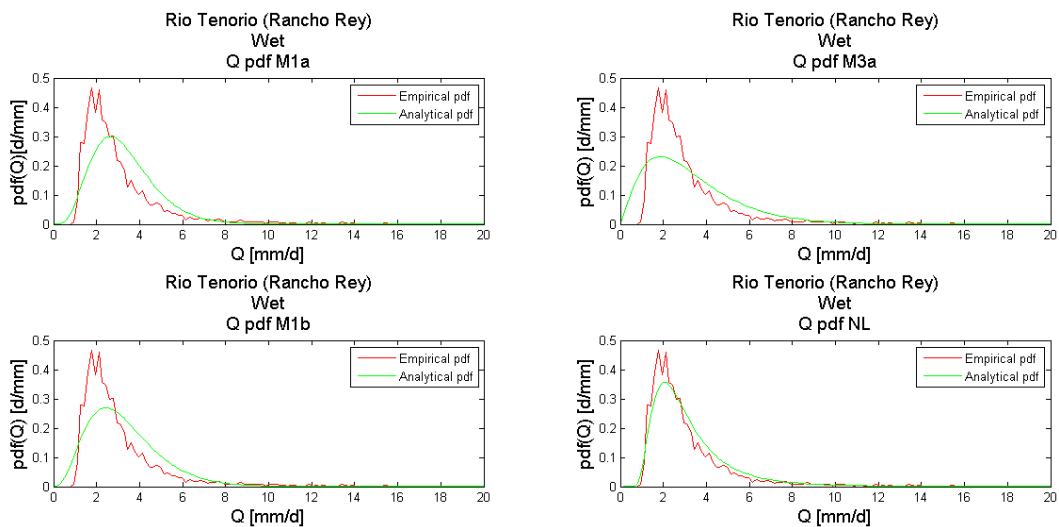 Rio Tenorio (Rancho Rey)
Wet
Q pdf M1a
0.5
0.4
0.3
0.2
0.1
0
pdf(Q)[d/mm]
Empirical pdf
Analytical pdf
0 2 4 6 8 10 12 14 16 18 20
Q [mm/d]
Rio Tenorio (Rancho Rey)
Wet
Q pdf M3a
0.5
0.4
0.3
0.2
0.1
0
pdf(Q) [d/mm]
Empirical pdf
Analytical pdf
0 2 4 6 8 10 12 14 16 18 20
Q [mm/d]
Rio Tenorio (Rancho Rey)
Wet
Q pdf M1b
0.5
0.4
0.3
0.2
0.1
0
pdf(Q) [d/mm]
Empirical pdf
Analytical pdf
0 2 4 6 8 10 12 14 16 18 20
Q [mm/d]
Rio Tenorio (Rancho Rey)
Wet
Q pdf NL
0.5
0.4
0.3
0.2
0.1
0
pdf(Q) [d/mm]
Empirical pdf
Analytical pdf
0 2 4 6 8 10 12 14 16 18 20
Q [mm/d]